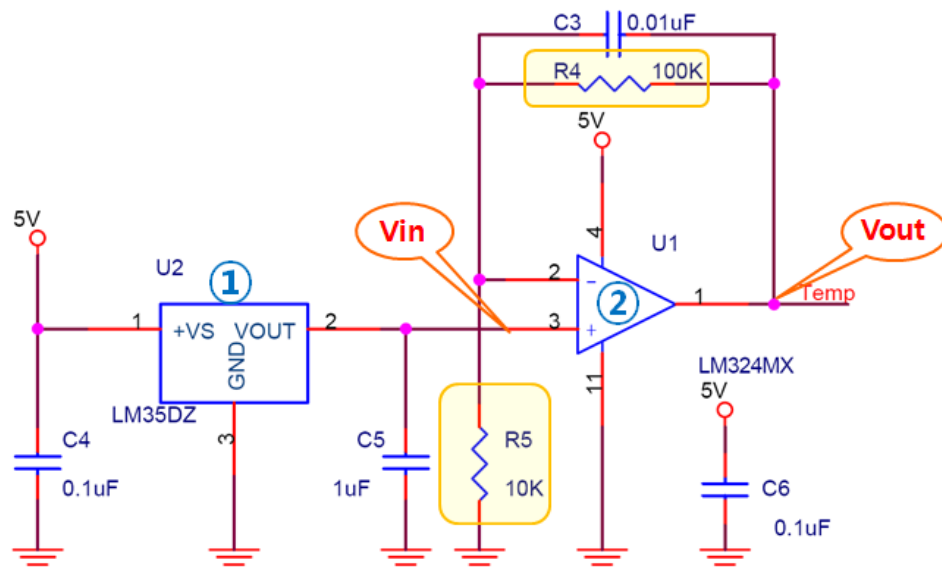 C3 0.01uF
R4 100K
5V
Vin
4
U1
Vout
5V
U2
①
2
−
②
1
Temp
1
+VS VOUT
2
3
+
GND
LM35DZ
3
11
LM324MX
5V
C4
0.1uF
C5
1uF
R5
10K
C6
0.1uF